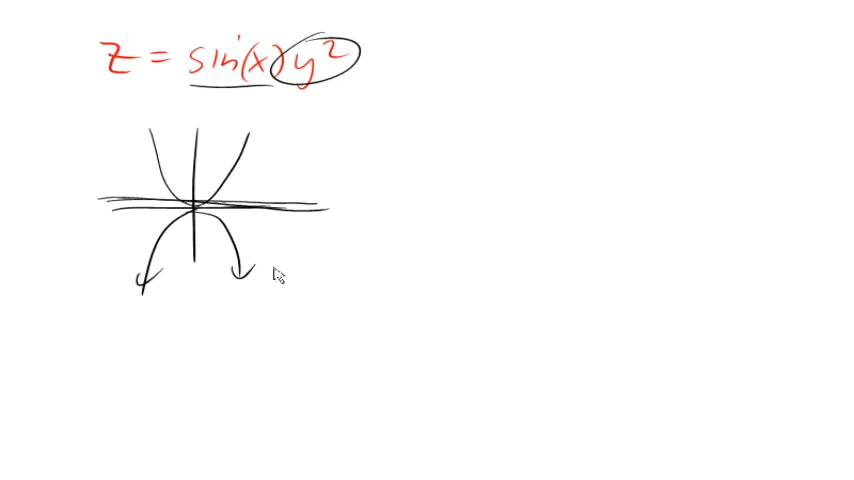 z = sin(x) y²